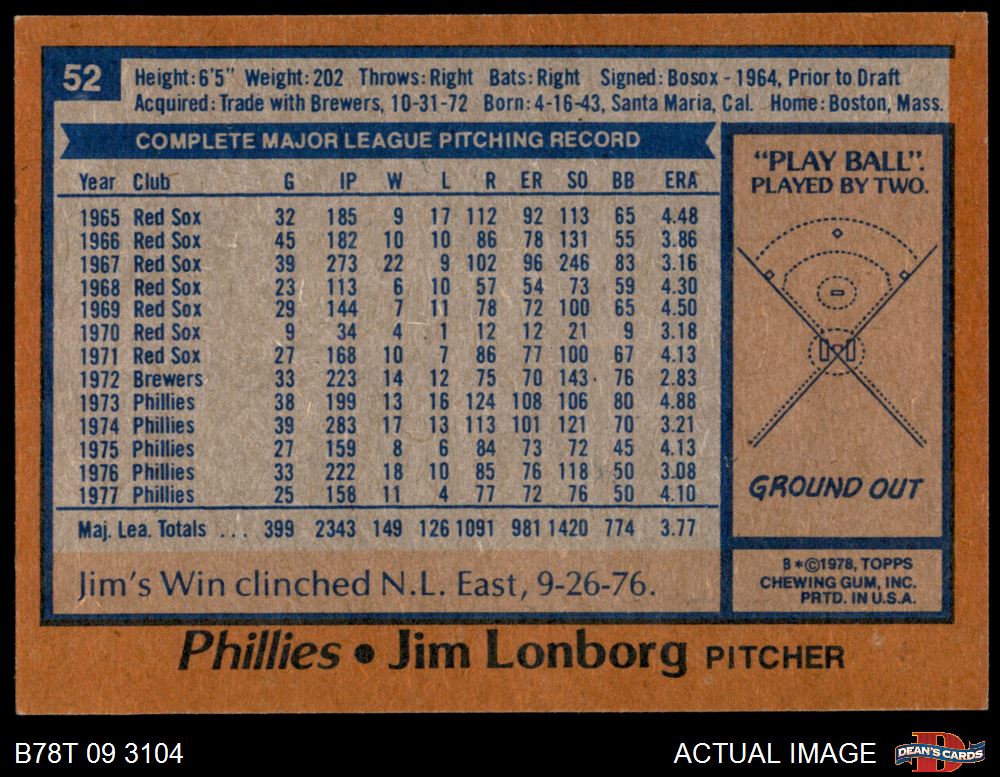 52
Height:6'5" Weight:202 Throws:Right Bats:Right Signed:Bosox-1964, Prior to Draft
Acquired:Trade with Brewers, 10-31-72 Born:4-16-43, Santa Maria, Cal. Home:Boston, Mass.
COMPLETE MAJOR LEAGUE PITCHING RECORD
Year Club G IP W L R ER SO BB ERA
1965 Red Sox 32 185 9 17 112 92 113 65 4.48
1966 Red Sox 45 182 10 10 86 78 131 55 3.86
1967 Red Sox 39 273 22 9 102 96 246 83 3.16
1968 Red Sox 23 113 6 10 57 54 73 59 4.30
1969 Red Sox 29 144 7 11 78 72 100 65 4.50
1970 Red Sox 9 34 4 1 12 12 21 9 3.18
1971 Red Sox 27 168 10 7 86 77 100 67 4.13
1972 Brewers 33 223 14 12 75 70 143 76 2.83
1973 Phillies 38 199 13 16 124 108 106 80 4.88
1974 Phillies 39 283 17 13 113 101 121 70 3.21
1975 Phillies 27 159 8 6 84 73 72 45 4.13
1976 Phillies 33 222 18 10 85 76 118 50 3.08
1977 Phillies 25 158 11 4 77 72 76 50 4.10
Maj. Lea. Totals ... 399 2343 149 126 1091 981 1420 774 3.77
Jim's Win clinched N.L. East, 9-26-76.
"PLAY BALL":
PLAYED BY TWO.
GROUND OUT
B*©1978, TOPPS
CHEWING GUM, INC.
PRTD. IN U.S.A.
Phillies • Jim Lonborg PITCHER
B78T 09 3104
ACTUAL IMAGE
DEAN'S CARDS